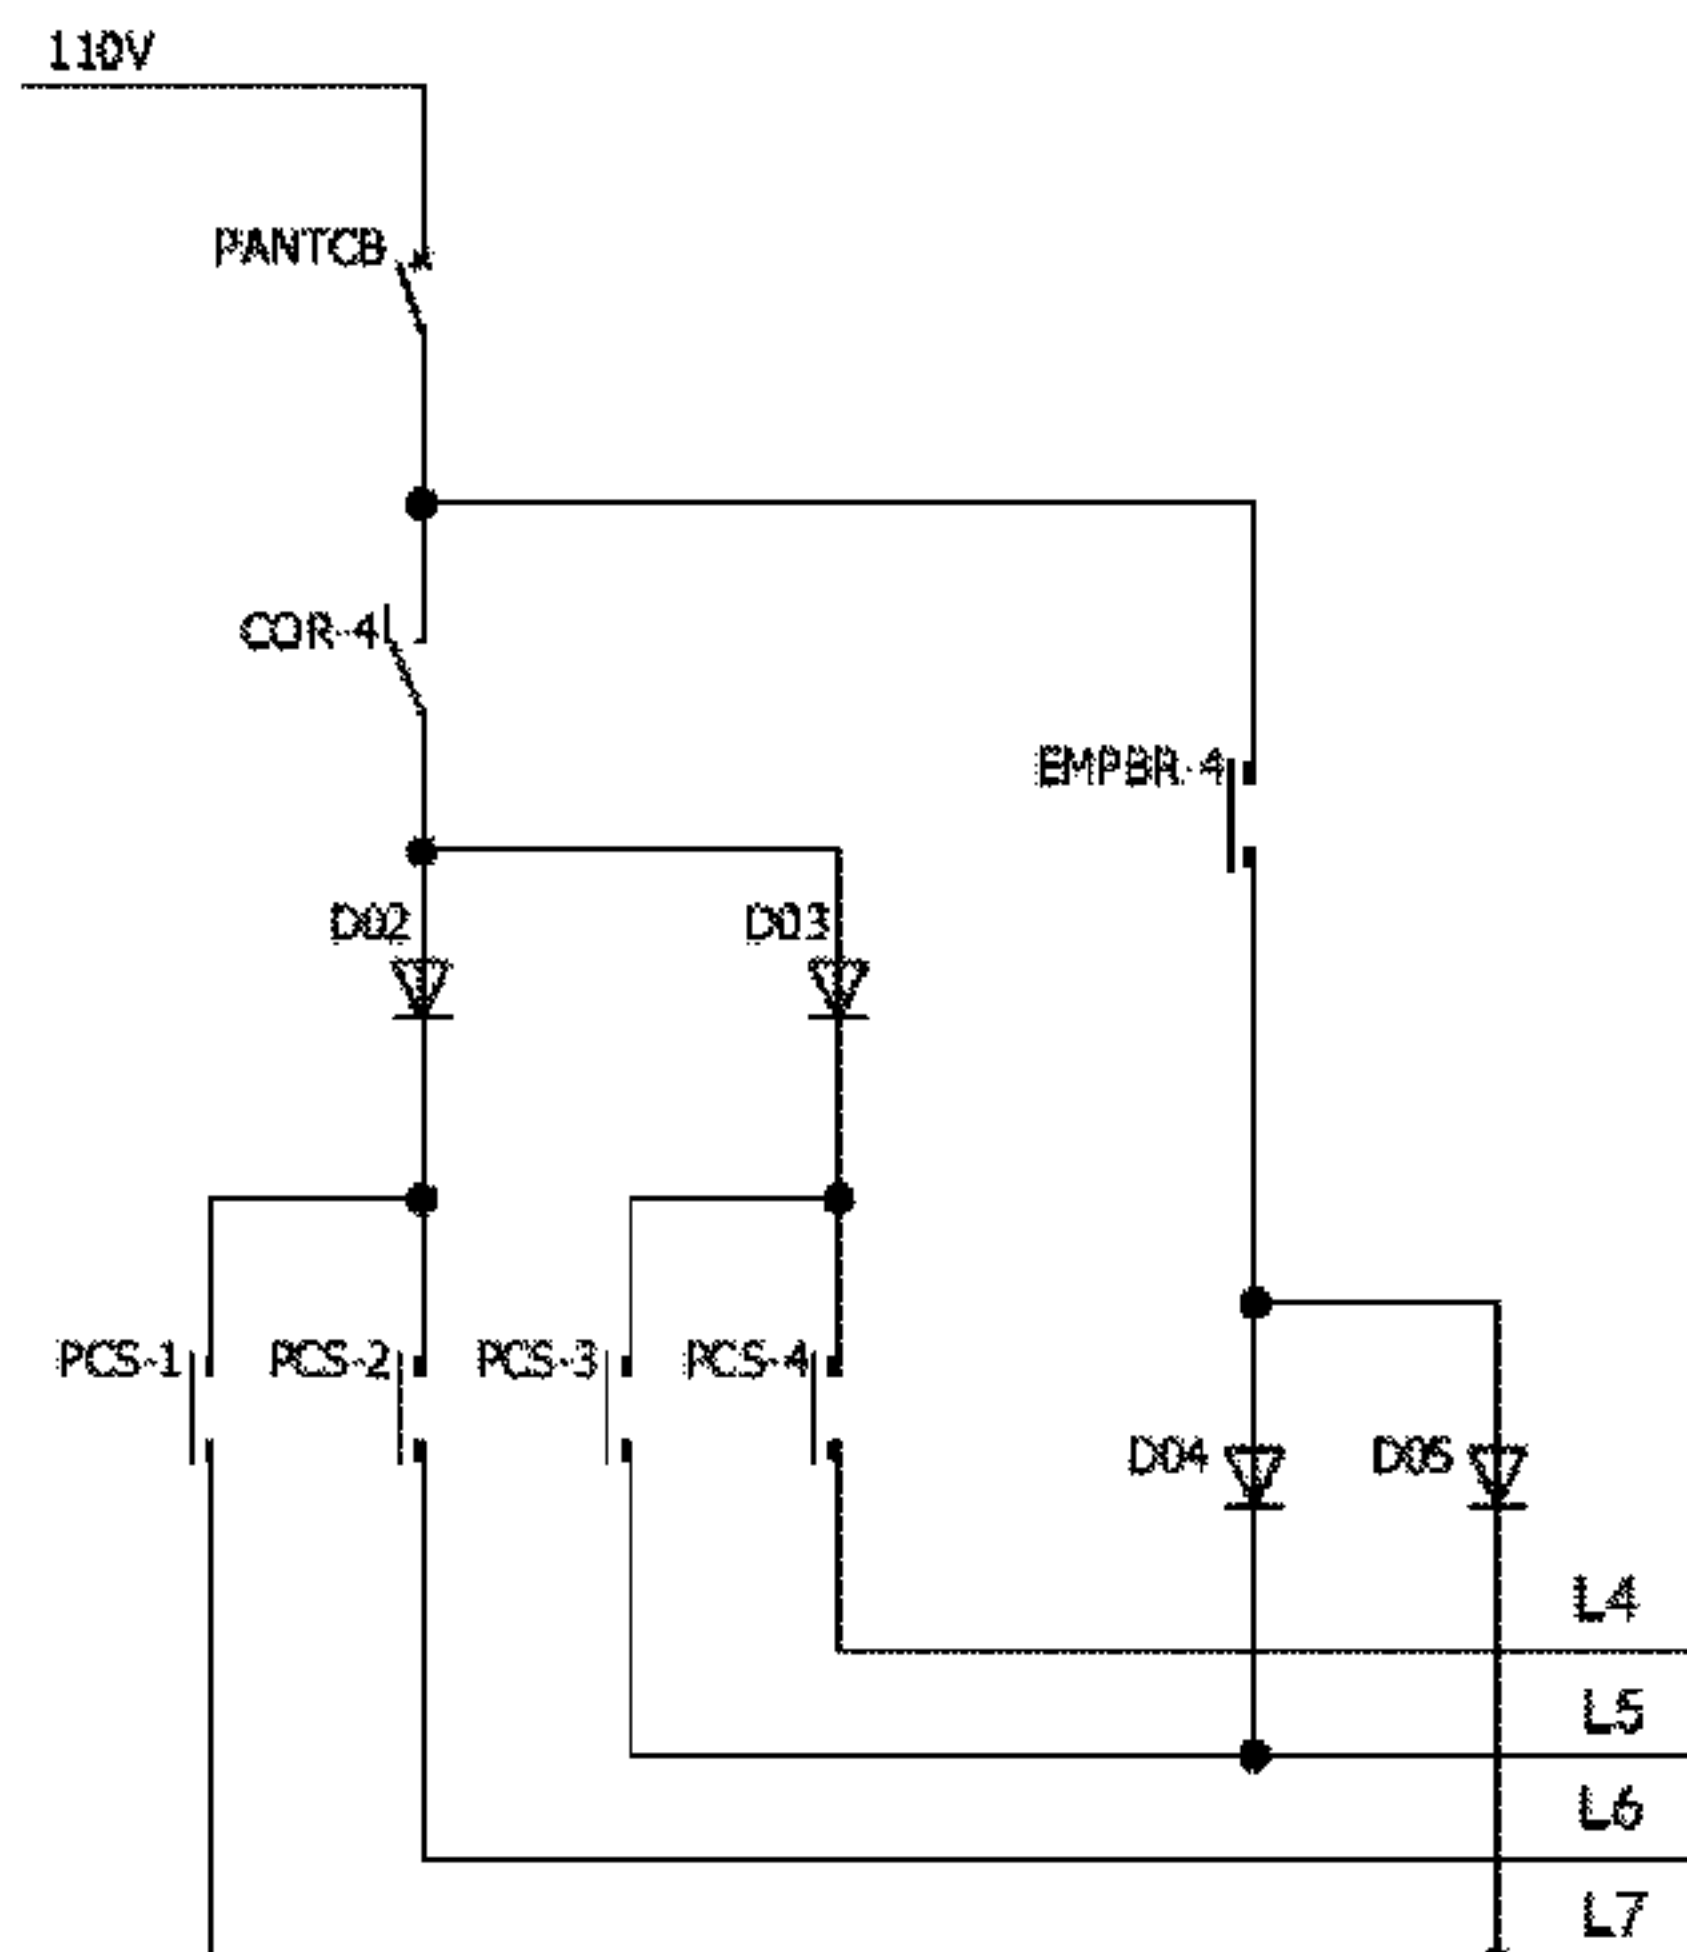 110V
PANTCB
COR-4
EMPBR-4
D02
D03
PCS-1
PCS-2
PCS-3
PCS-4
D04
D05
L4
L5
L6
L7